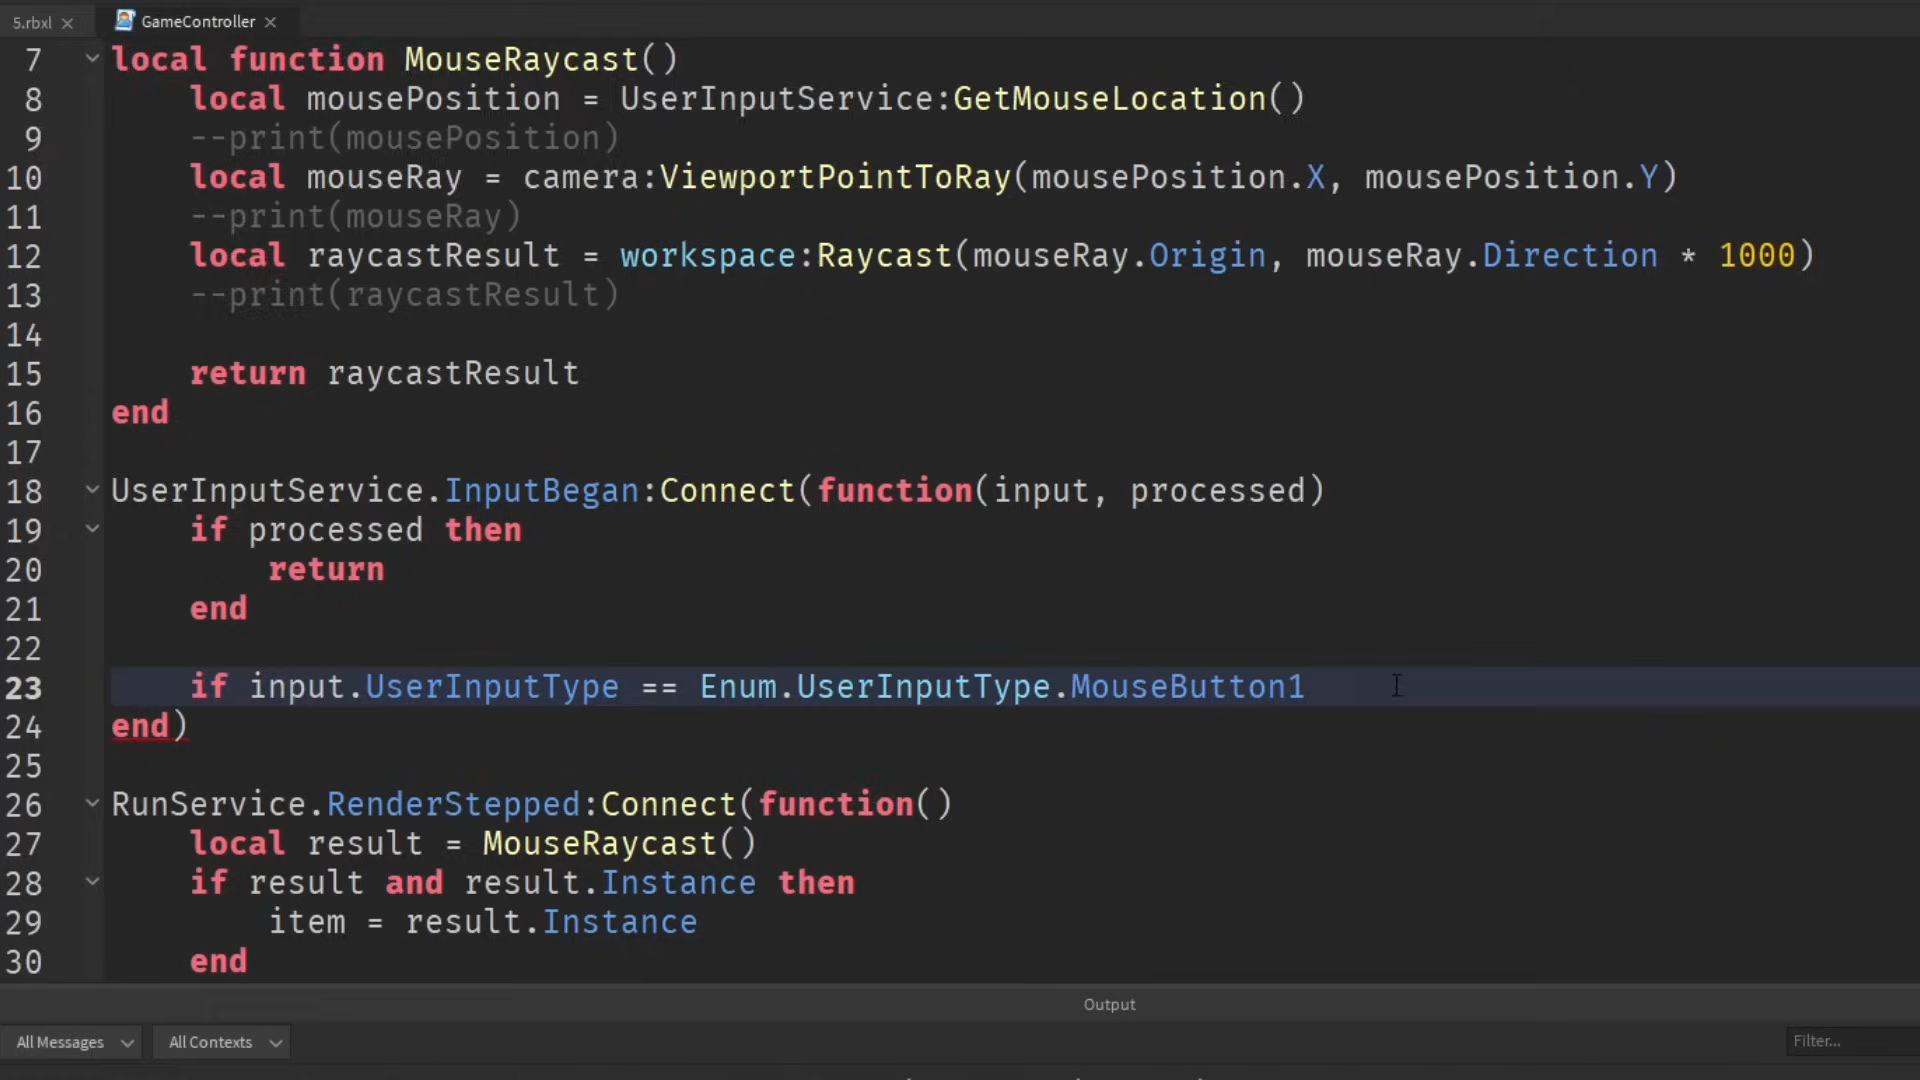 5.rbxl
GameController
7 local function MouseRaycast()
8 local mousePosition = UserInputService:GetMouseLocation()
9 --print(mousePosition)
10 local mouseRay = camera:ViewportPointToRay(mousePosition.X, mousePosition.Y)
11 --print(mouseRay)
12 local raycastResult = workspace:Raycast(mouseRay.Origin, mouseRay.Direction * 1000)
13 --print(raycastResult)
14
15 return raycastResult
16 end
17
18 UserInputService.InputBegan:Connect(function(input, processed)
19 if processed then
20 return
21 end
22
23 if input.UserInputType == Enum.UserInputType.MouseButton1
24 end)
25
26 RunService.RenderStepped:Connect(function()
27 local result = MouseRaycast()
28 if result and result.Instance then
29 item = result.Instance
30 end
Output
All Messages All Contexts Filter...